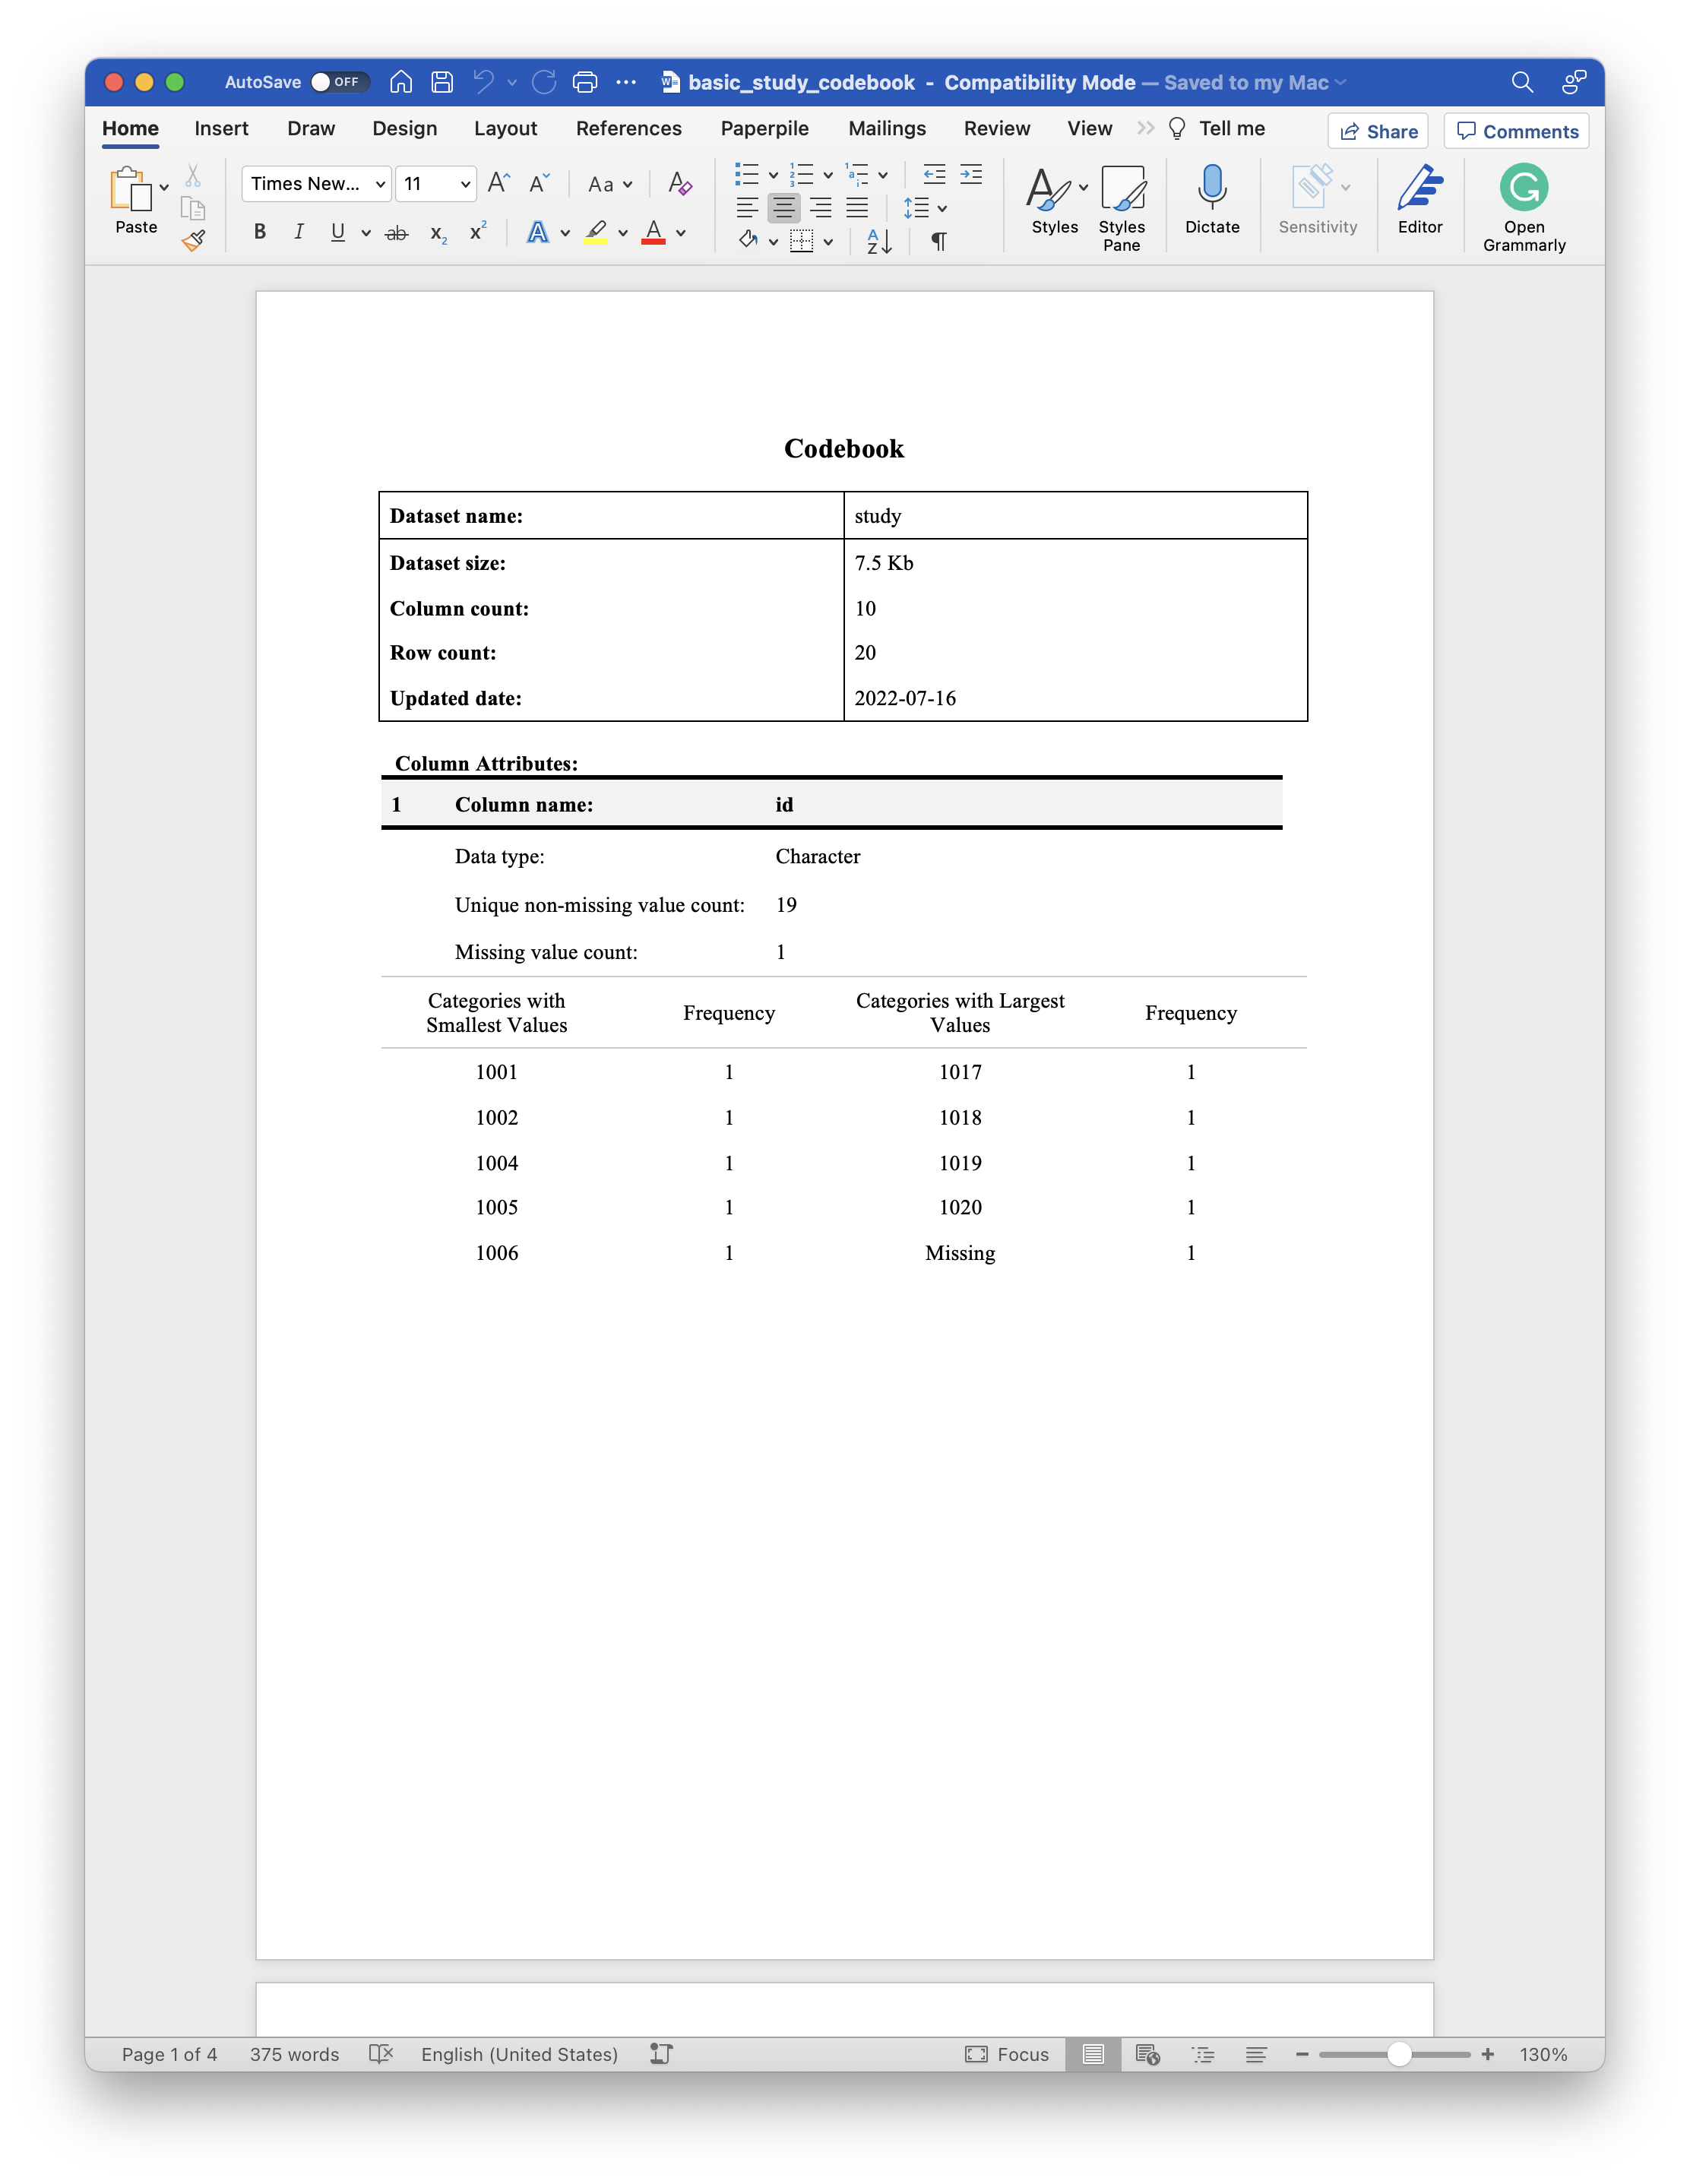 AutoSave OFF basic_study_codebook - Compatibility Mode — Saved to my Mac
Home Insert Draw Design Layout References Paperpile Mailings Review View Tell me Share Comments
Paste Times New... 11 Styles Styles Pane Dictate Sensitivity Editor Open Grammarly
Codebook
Dataset name: study
Dataset size: 7.5 Kb
Column count: 10
Row count: 20
Updated date: 2022-07-16
Column Attributes:
1 Column name: id
Data type: Character
Unique non-missing value count: 19
Missing value count: 1
Categories with Smallest Values Frequency Categories with Largest Values Frequency
1001 1 1017 1
1002 1 1018 1
1004 1 1019 1
1005 1 1020 1
1006 1 Missing 1
Page 1 of 4 375 words English (United States) Focus 130%